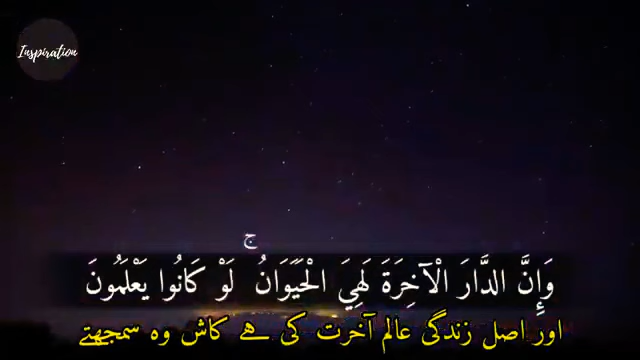 Inspiration
وَإِنَّ الدَّارَ الْآخِرَةَ لَهِيَ الْحَيَوَانُ ۚ لَوْ كَانُوا يَعْلَمُونَ
اور اصل زندگی عالم آخرت کی ہے کاش وہ سمجھتے